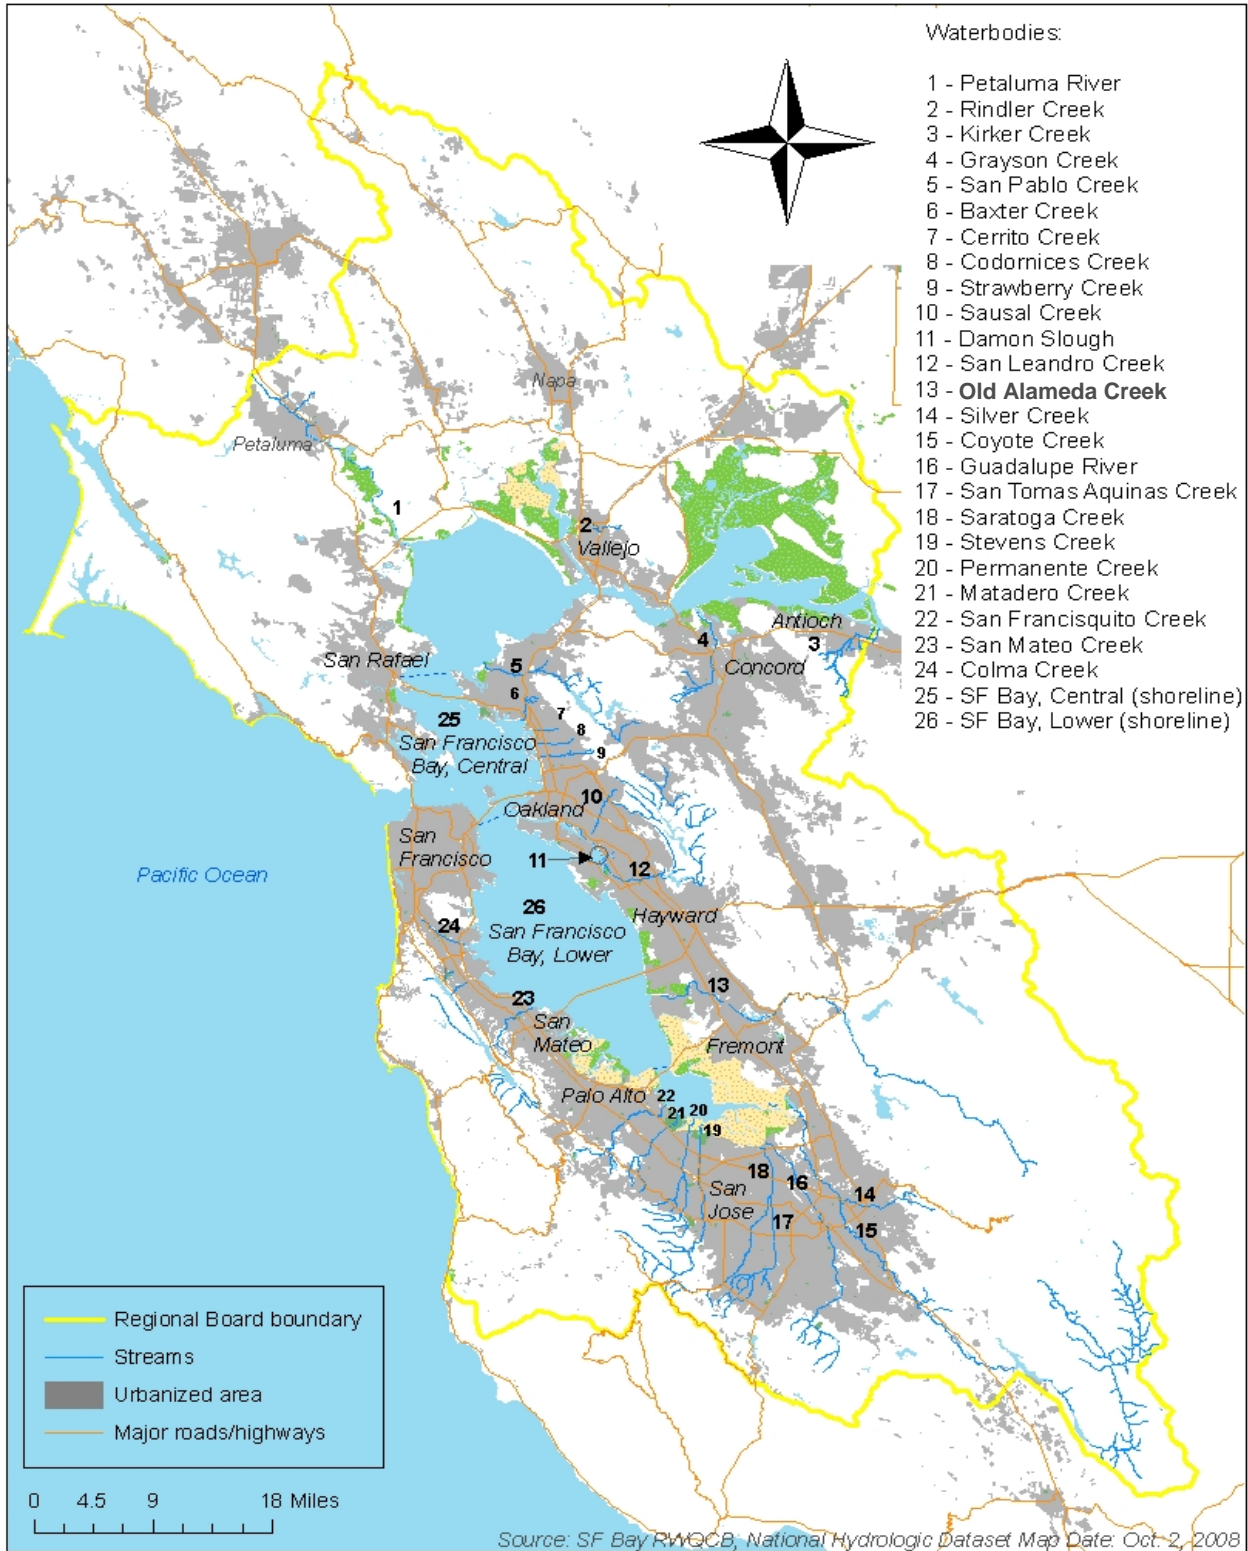 Waterbodies:
1 - Petaluma River
2 - Rindler Creek
3 - Kirker Creek
4 - Grayson Creek
5 - San Pablo Creek
6 - Baxter Creek
7 - Cerrito Creek
8 - Codornices Creek
9 - Strawberry Creek
10 - Sausal Creek
11 - Damon Slough
12 - San Leandro Creek
13 - Old Alameda Creek
14 - Silver Creek
15 - Coyote Creek
16 - Guadalupe River
17 - San Tomas Aquinas Creek
18 - Saratoga Creek
19 - Stevens Creek
20 - Permanente Creek
21 - Matadero Creek
22 - San Francisquito Creek
23 - San Mateo Creek
24 - Colma Creek
25 - SF Bay, Central (shoreline)
26 - SF Bay, Lower (shoreline)
Napa
Petaluma
1
2
Vallejo
Antioch
3
4
Concord
San Rafael
5
6
7
8
9
25
San Francisco
Bay, Central
10
Oakland
San
Francisco
11
12
Pacific Ocean
26
San Francisco
Bay, Lower
Hayward
24
13
23
San
Mateo
Fremont
Palo Alto
22
21
20
19
18
16
San
Jose
17
14
15
Regional Board boundary
Streams
Urbanized area
Major roads/highways
0 4.5 9 18 Miles
Source: SF Bay RWQCB, National Hydrologic Dataset Map Date: Oct. 2, 2008